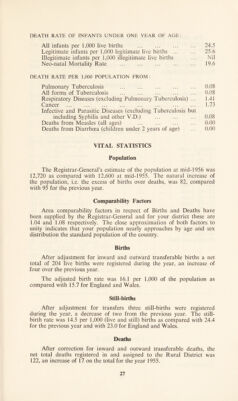 DEATH RATE OF INFANTS UNDER ONE YEAR OF AGE:
All infants per 1,000 live births ... ... ... ... 24.5
Legitimate infants per 1,000 legitimate live births ... ... 25.6
Illegitimate infants per 1,000 illegitimate live births ... Nil
Neo-natal Mortality Rate ... ... ... ... 19.6
DEATH RATE PER 1,000 POPULATION FROM:
Pulmonary Tuberculosis ... ... ... ... 0.08
All forms of Tuberculosis ... ... ... ... 0.08
Respiratory Diseases (excluding Pulmonary Tuberculosis) ... 1.41
Cancer ... ... ... ... ... 1.73
Infective and Parasitic Diseases (excluding Tuberculosis but
including Syphilis and other V.D.) ... ... ... 0.08
Deaths from Measles (all ages) ... ... ... 0.00
Deaths from Diarrhœa (children under 2 years of age) ... 0.00
VITAL STATISTICS
Population
The Registrar-General's estimate of the population at mid-1956 was
12,720 as compared with 12,600 at mid-1955. The natural increase of
the population, i.e. the excess of births over deaths, was 82, compared
with 95 for the previous year.
Comparability Factors
Area comparability factors in respect of Births and Deaths have
been supplied by the Registrar-General and for your district these are
1.04 and 1.08 respectively. The close approximation of both factors to
unity indicates that your population nearly approaches by age and sex
distribution the standard population of the country.
Births
After adjustment for inward and outward transferable births a net
total of 204 live births were registered during the year, an increase of
four over the previous year.
The adjusted birth rate was 16.1 per 1,000 of the population as
compared with 15.7 for England and Wales.
Still-births
After adjustment for transfers three still-births were registered
during the year, a decrease of two from the previous year. The still-
birth rate was 14.5 per 1,000 (live and still) births as compared with 24.4
for the previous year and with 23.0 for England and Wales.
Deaths
After correction for inward and outward transferable deaths, the
net total deaths registered in and assigned to the Rural District was
122, an increase of 17 on the total for the year 1955.
27